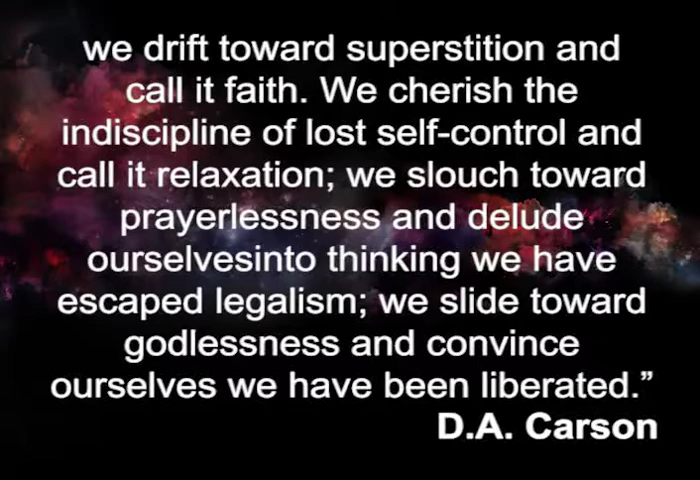 we drift toward superstition and
call it faith. We cherish the
indiscipline of lost self-control and
call it relaxation; we slouch toward
prayerlessness and delude
ourselvesinto thinking we have
escaped legalism; we slide toward
godlessness and convince
ourselves we have been liberated.”
D.A. Carson